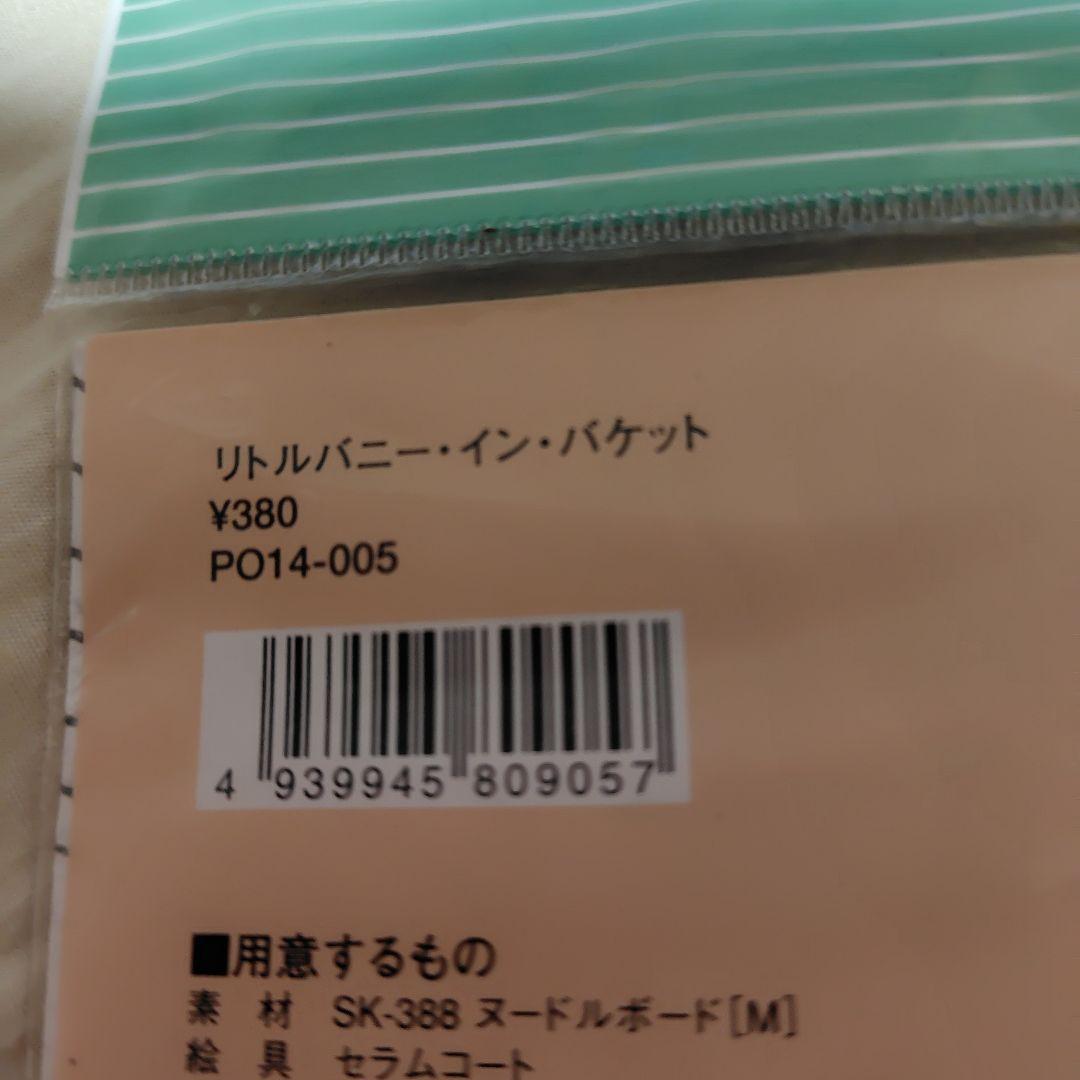 リトルバニー・イン・バケット
¥380
PO14-005
4 939945 809057
■用意するもの
素 材 SK-388 ヌードルボード[M]
絵 具 セラムコート